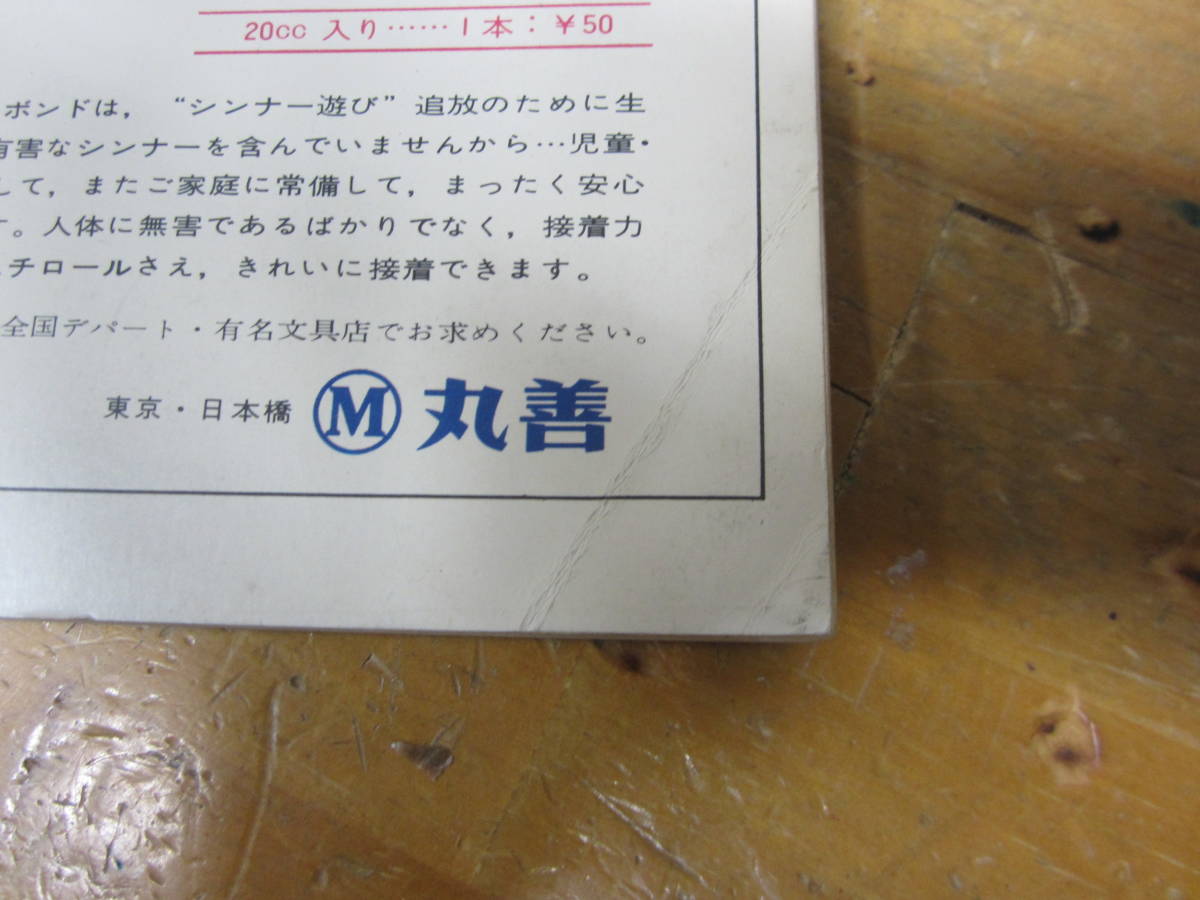 20cc 入り……1本：￥50
ボンドは，“シンナー遊び”追放のために生
有害なシンナーを含んでいませんから…児童・
して，またご家庭に常備して，まったく安心
す。人体に無害であるばかりでなく，接着力
チロールさえ，きれいに接着できます。
全国デパート・有名文具店でお求めください。
東京・日本橋 M 丸善